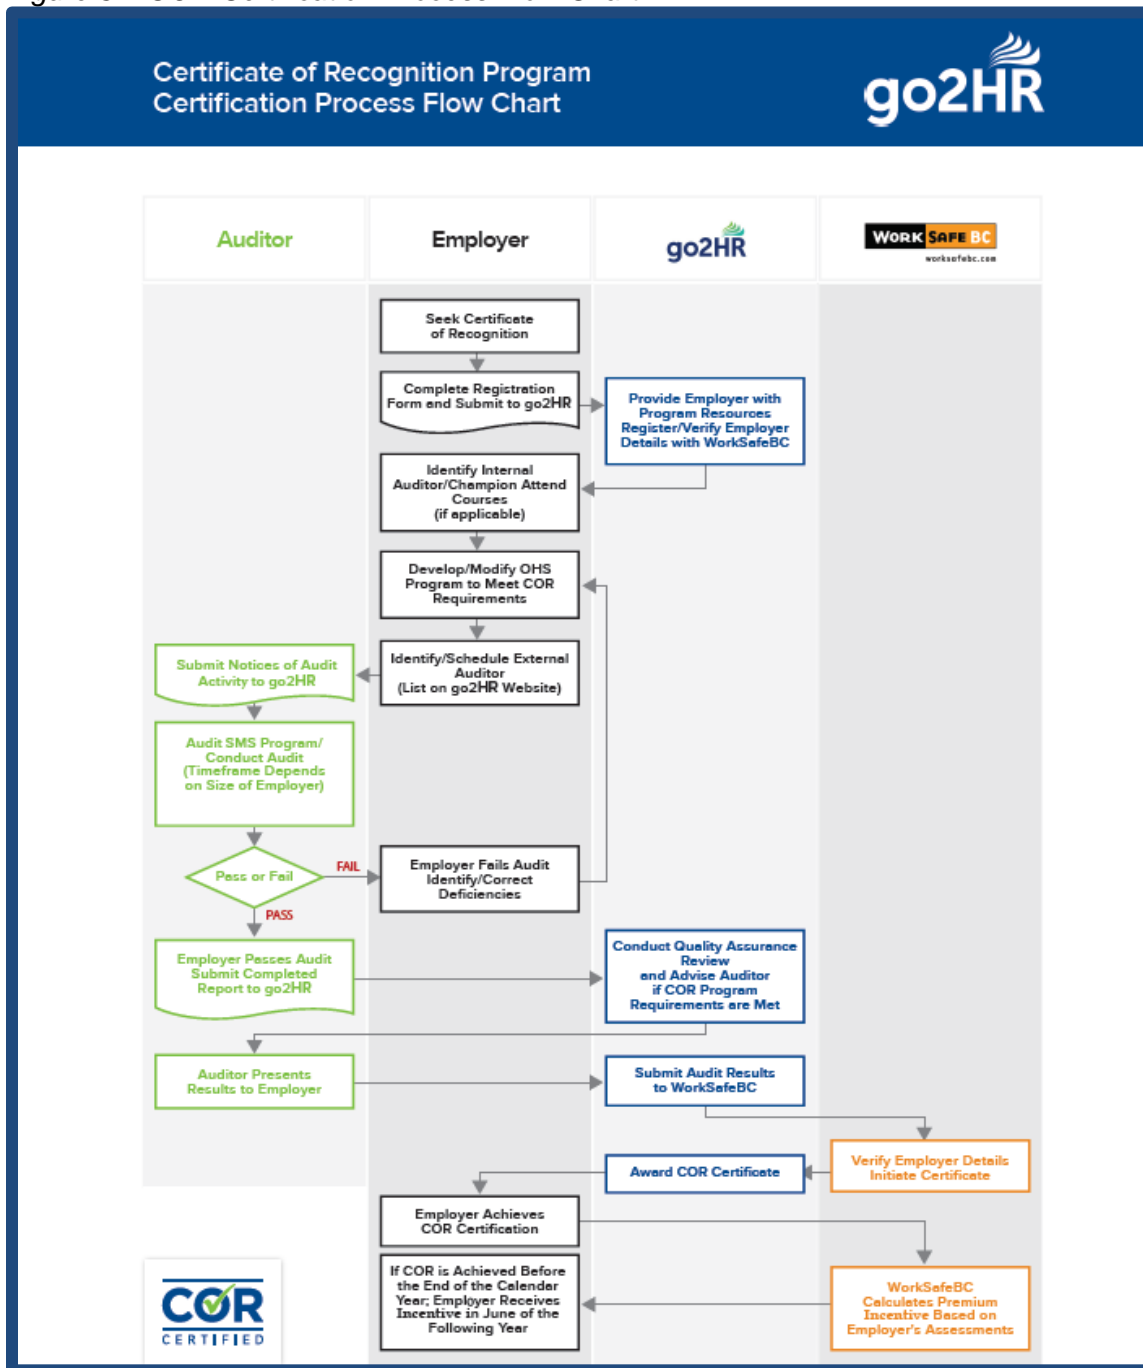 Certificate of Recognition Program
Certification Process Flow Chart
go2HR
Auditor
Employer
go2HR
WORK SAFE BC
worksafebc.com
Seek Certificate
of Recognition
Complete Registration
Form and Submit to go2HR
Provide Employer with
Program Resources
Register/Verify Employer
Details with WorkSafeBC
Identify Internal
Auditor/Champion Attend
Courses
(if applicable)
Develop/Modify OHS
Program to Meet COR
Requirements
Identify/Schedule External
Auditor
(List on go2HR Website)
Submit Notices of Audit
Activity to go2HR
Audit SMS Program/
Conduct Audit
(Timeframe Depends
on Size of Employer)
Pass or Fail
FAIL
PASS
Employer Fails Audit
Identify/Correct
Deficiencies
Employer Passes Audit
Submit Completed
Report to go2HR
Conduct Quality Assurance
Review
and Advise Auditor
if COR Program
Requirements are Met
Auditor Presents
Results to Employer
Submit Audit Results
to WorkSafeBC
Verify Employer Details
Initiate Certificate
Award COR Certificate
Employer Achieves
COR Certification
If COR is Achieved Before
the End of the Calendar
Year; Employer Receives
Incentive in June of the
Following Year
WorkSafeBC
Calculates Premium
Incentive Based on
Employer's Assessments
COR
CERTIFIED